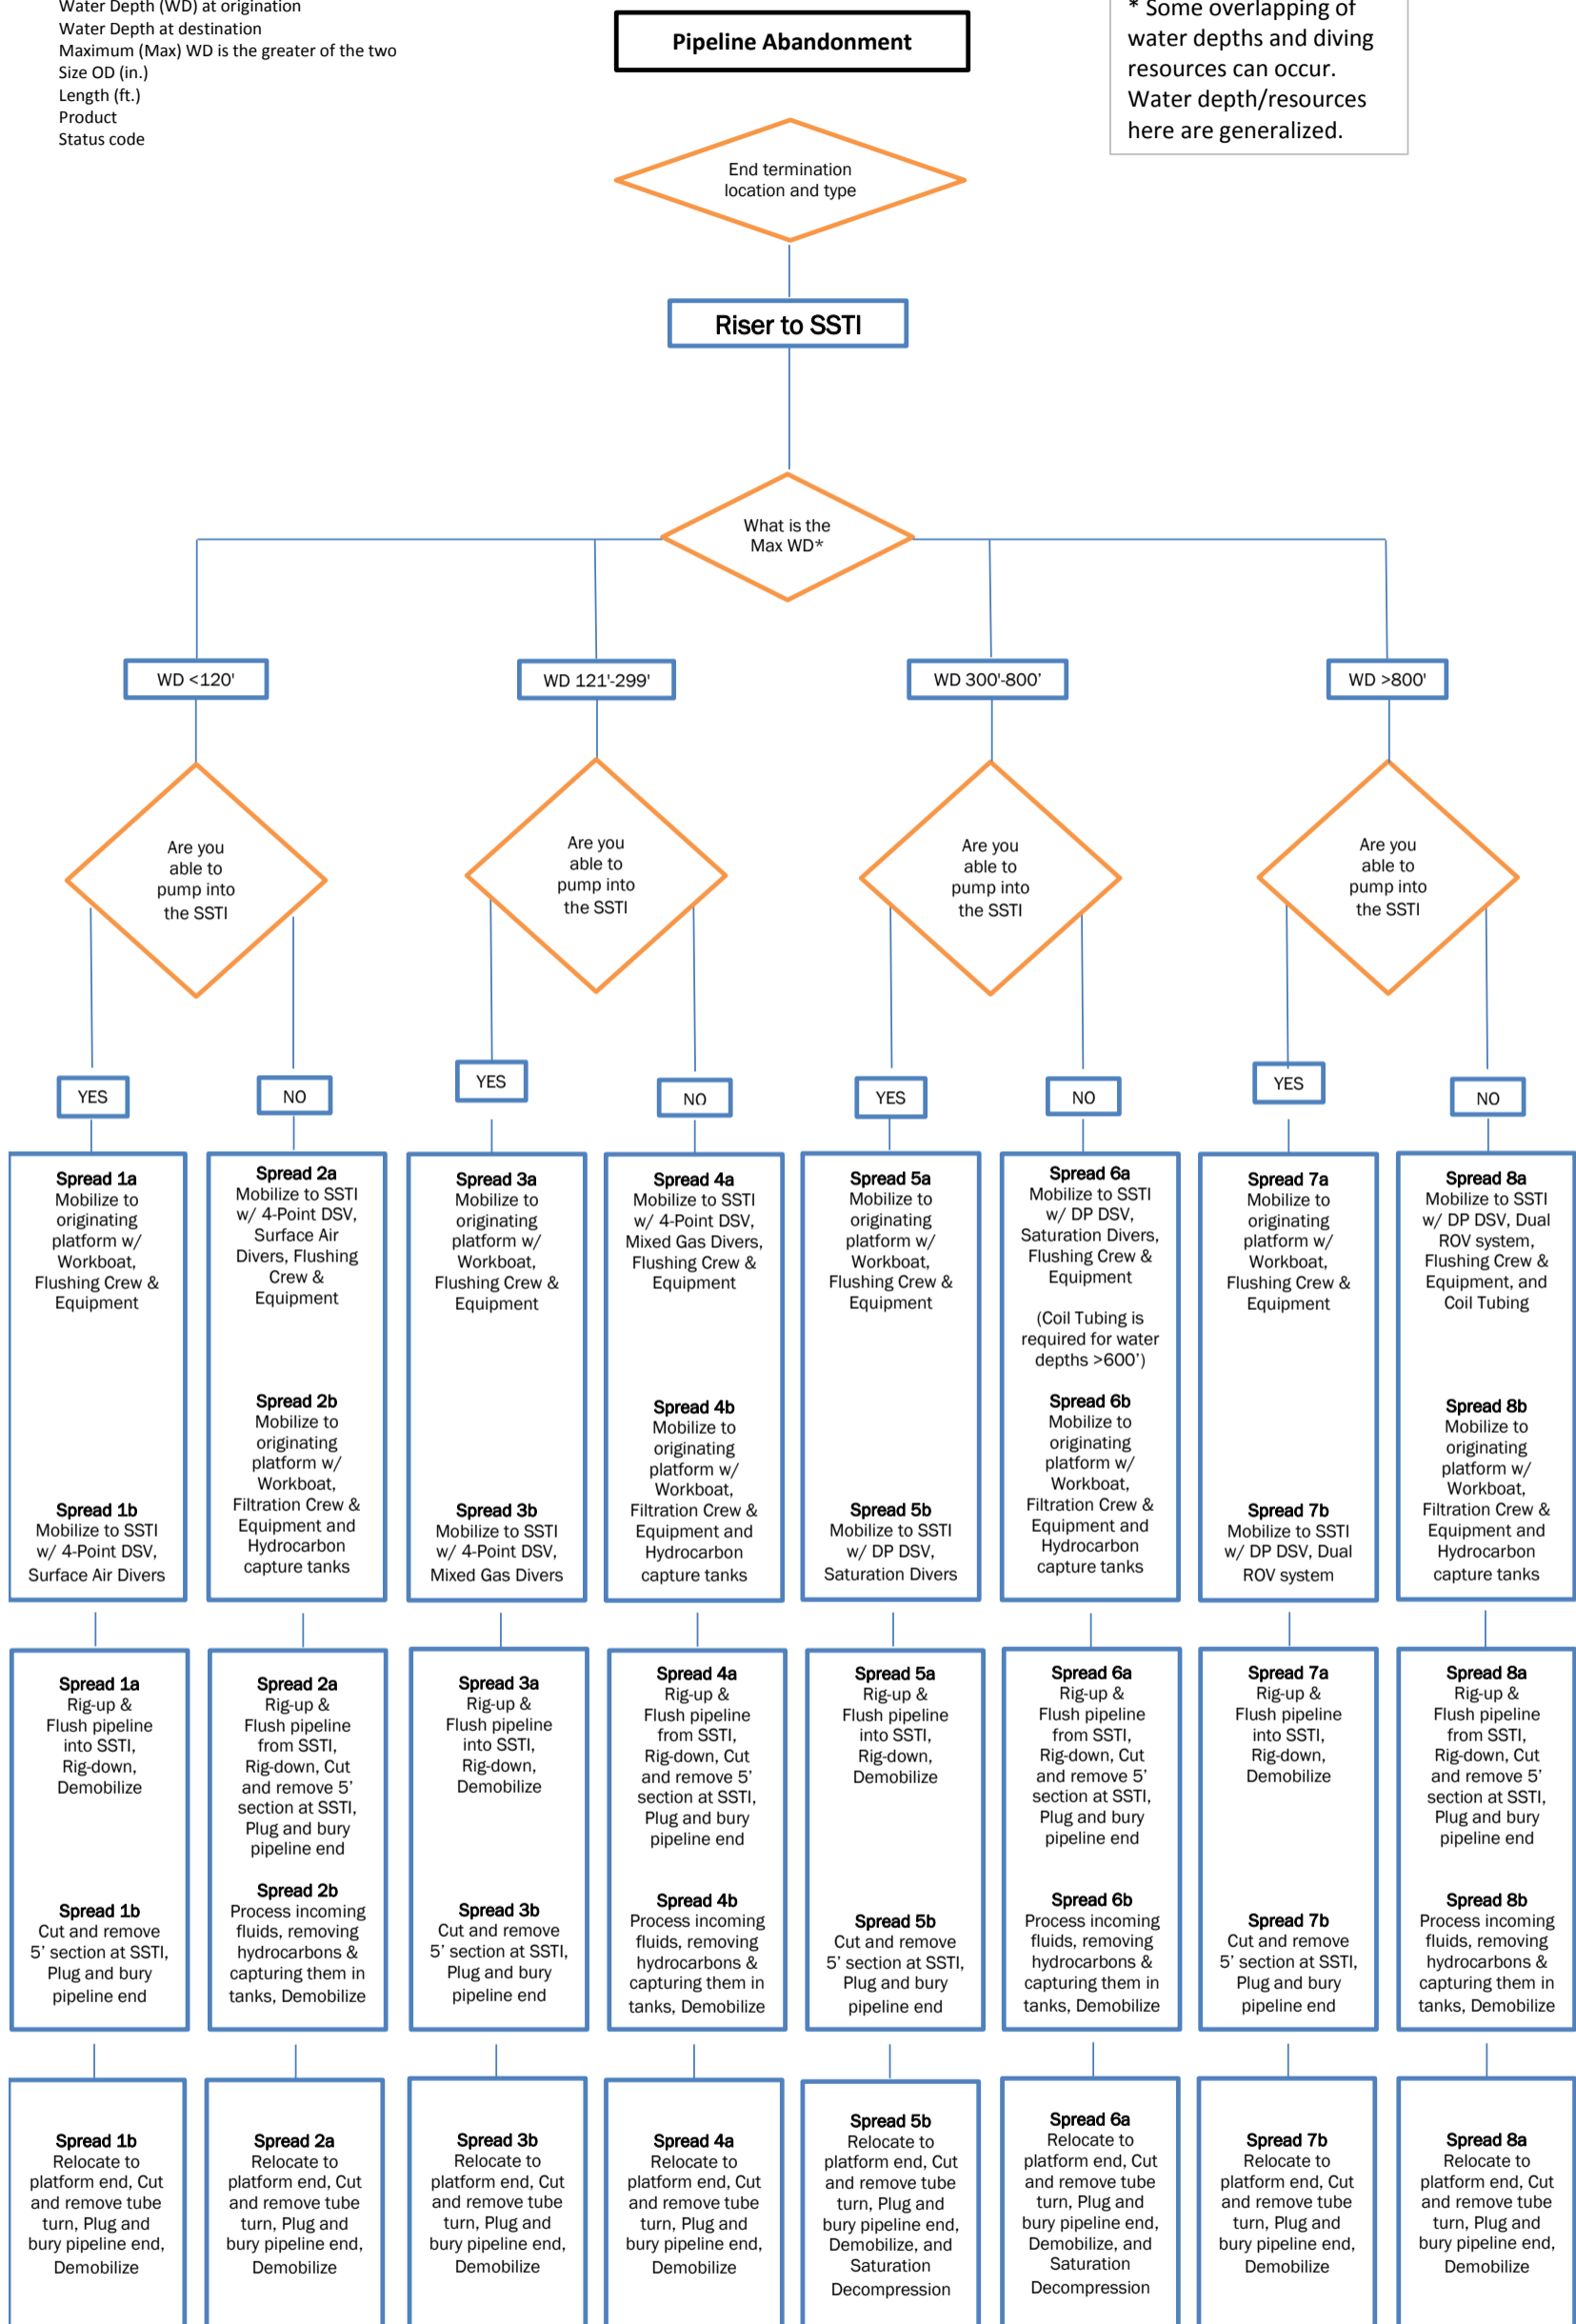 Water Depth (WD) at origination
Water Depth at destination
Maximum (Max) WD is the greater of the two
Size OD (in.)
Length (ft.)
Product
Status code
Pipeline Abandonment
* Some overlapping of
water depths and diving
resources can occur.
Water depth/resources
here are generalized.
End termination
location and type
Riser to SSTI
What is the
Max WD*
WD <120'
WD 121'-299'
WD 300'-800’
WD >800'
Are you
able to
pump into
the SSTI
Are you
able to
pump into
the SSTI
Are you
able to
pump into
the SSTI
Are you
able to
pump into
the SSTI
YES
NO
YES
NO
YES
NO
YES
NO
Spread 1a
Mobilize to
originating
platform w/
Workboat,
Flushing Crew &
Equipment
Spread 1b
Mobilize to SSTI
w/ 4-Point DSV,
Surface Air Divers
Spread 2a
Mobilize to SSTI
w/ 4-Point DSV,
Surface Air
Divers, Flushing
Crew &
Equipment
Spread 2b
Mobilize to
originating
platform w/
Workboat,
Filtration Crew &
Equipment and
Hydrocarbon
capture tanks
Spread 3a
Mobilize to
originating
platform w/
Workboat,
Flushing Crew &
Equipment
Spread 3b
Mobilize to SSTI
w/ 4-Point DSV,
Mixed Gas Divers
Spread 4a
Mobilize to SSTI
w/ 4-Point DSV,
Mixed Gas Divers,
Flushing Crew &
Equipment
Spread 4b
Mobilize to
originating
platform w/
Workboat,
Filtration Crew &
Equipment and
Hydrocarbon
capture tanks
Spread 5a
Mobilize to
originating
platform w/
Workboat,
Flushing Crew &
Equipment
Spread 5b
Mobilize to SSTI
w/ DP DSV,
Saturation Divers
Spread 6a
Mobilize to SSTI
w/ DP DSV,
Saturation Divers,
Flushing Crew &
Equipment
(Coil Tubing is
required for water
depths >600’)
Spread 6b
Mobilize to
originating
platform w/
Workboat,
Filtration Crew &
Equipment and
Hydrocarbon
capture tanks
Spread 7a
Mobilize to
originating
platform w/
Workboat,
Flushing Crew &
Equipment
Spread 7b
Mobilize to SSTI
w/ DP DSV, Dual
ROV system
Spread 8a
Mobilize to SSTI
w/ DP DSV, Dual
ROV system,
Flushing Crew &
Equipment, and
Coil Tubing
Spread 8b
Mobilize to
originating
platform w/
Workboat,
Filtration Crew &
Equipment and
Hydrocarbon
capture tanks
Spread 1a
Rig-up &
Flush pipeline
into SSTI,
Rig-down,
Demobilize
Spread 1b
Cut and remove
5’ section at SSTI,
Plug and bury
pipeline end
Spread 2a
Rig-up &
Flush pipeline
from SSTI,
Rig-down, Cut
and remove 5’
section at SSTI,
Plug and bury
pipeline end
Spread 2b
Process incoming
fluids, removing
hydrocarbons &
capturing them in
tanks, Demobilize
Spread 3a
Rig-up &
Flush pipeline
into SSTI,
Rig-down,
Demobilize
Spread 3b
Cut and remove
5’ section at SSTI,
Plug and bury
pipeline end
Spread 4a
Rig-up &
Flush pipeline
from SSTI,
Rig-down, Cut
and remove 5’
section at SSTI,
Plug and bury
pipeline end
Spread 4b
Process incoming
fluids, removing
hydrocarbons &
capturing them in
tanks, Demobilize
Spread 5a
Rig-up &
Flush pipeline
into SSTI,
Rig-down,
Demobilize
Spread 5b
Cut and remove
5’ section at SSTI,
Plug and bury
pipeline end
Spread 6a
Rig-up &
Flush pipeline
from SSTI,
Rig-down, Cut
and remove 5’
section at SSTI,
Plug and bury
pipeline end
Spread 6b
Process incoming
fluids, removing
hydrocarbons &
capturing them in
tanks, Demobilize
Spread 7a
Rig-up &
Flush pipeline
into SSTI,
Rig-down,
Demobilize
Spread 7b
Cut and remove
5’ section at SSTI,
Plug and bury
pipeline end
Spread 8a
Rig-up &
Flush pipeline
from SSTI,
Rig-down, Cut
and remove 5’
section at SSTI,
Plug and bury
pipeline end
Spread 8b
Process incoming
fluids, removing
hydrocarbons &
capturing them in
tanks, Demobilize
Spread 1b
Relocate to
platform end, Cut
and remove tube
turn, Plug and
bury pipeline end,
Demobilize
Spread 2a
Relocate to
platform end, Cut
and remove tube
turn, Plug and
bury pipeline end,
Demobilize
Spread 3b
Relocate to
platform end, Cut
and remove tube
turn, Plug and
bury pipeline end,
Demobilize
Spread 4a
Relocate to
platform end, Cut
and remove tube
turn, Plug and
bury pipeline end,
Demobilize
Spread 5b
Relocate to
platform end, Cut
and remove tube
turn, Plug and
bury pipeline end,
Demobilize, and
Saturation
Decompression
Spread 6a
Relocate to
platform end, Cut
and remove tube
turn, Plug and
bury pipeline end,
Demobilize, and
Saturation
Decompression
Spread 7b
Relocate to
platform end, Cut
and remove tube
turn, Plug and
bury pipeline end,
Demobilize
Spread 8a
Relocate to
platform end, Cut
and remove tube
turn, Plug and
bury pipeline end,
Demobilize